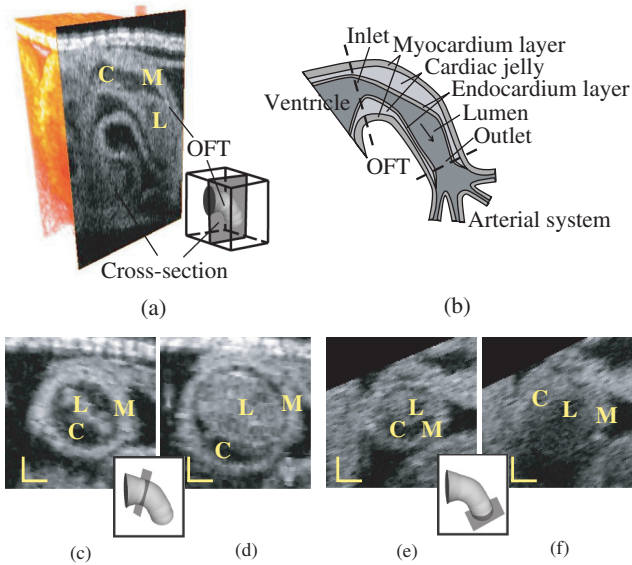 C M
L
OFT
Cross-section
(a)
Inlet
Myocardium layer
Cardiac jelly
Endocardium layer
Ventricle
Lumen
Outlet
OFT
Arterial system
(b)
L
M
C
(c)
L
M
C
(d)
L
C M
(e)
C
L
M
(f)